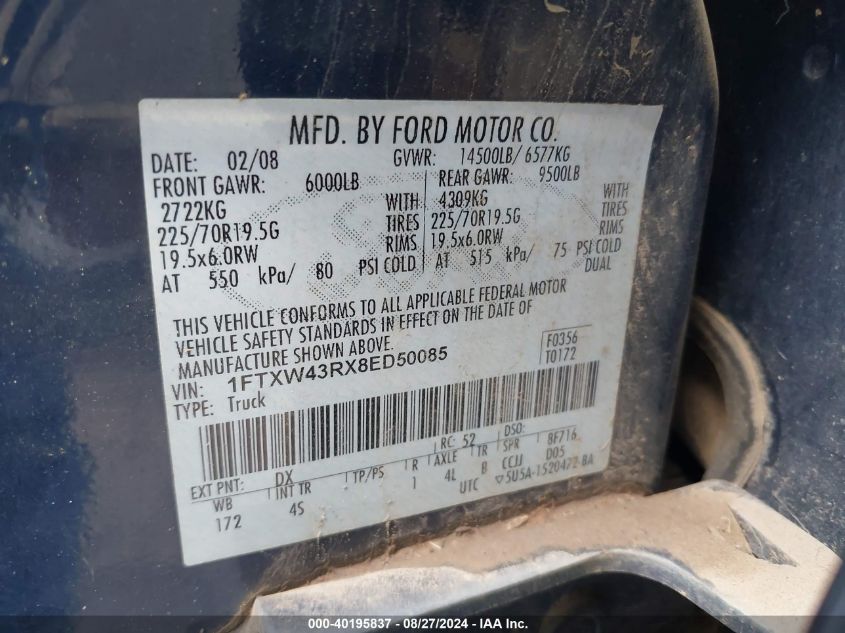 MFD. BY FORD MOTOR CO.
DATE: 02/08 GVWR: 14500LB/ 6577KG
FRONT GAWR: 6000LB REAR GAWR: 9500LB
2722KG WITH 4309KG WITH
225/70R19.5G TIRES 225/70R19.5G TIRES
19.5x6.0RW RIMS 19.5x6.0RW RIMS
AT 550 kPa/ 80 PSI COLD AT 515 kPa/ 75 PSI COLD
DUAL
THIS VEHICLE CONFORMS TO ALL APPLICABLE FEDERAL MOTOR
VEHICLE SAFETY STANDARDS IN EFFECT ON THE DATE OF
MANUFACTURE SHOWN ABOVE.
VIN: 1FTXW43RX8ED50085 F0356
TYPE: Truck T0172
EXT PNT: DX RC: 52 DSO:
WB INT TR TP/PS R AXLE TR SPR 8F716
172 4S 1 4L B CCJJ D05
UTC 5U5A-1520472-BA
000-40195837 - 08/27/2024 - IAA Inc.